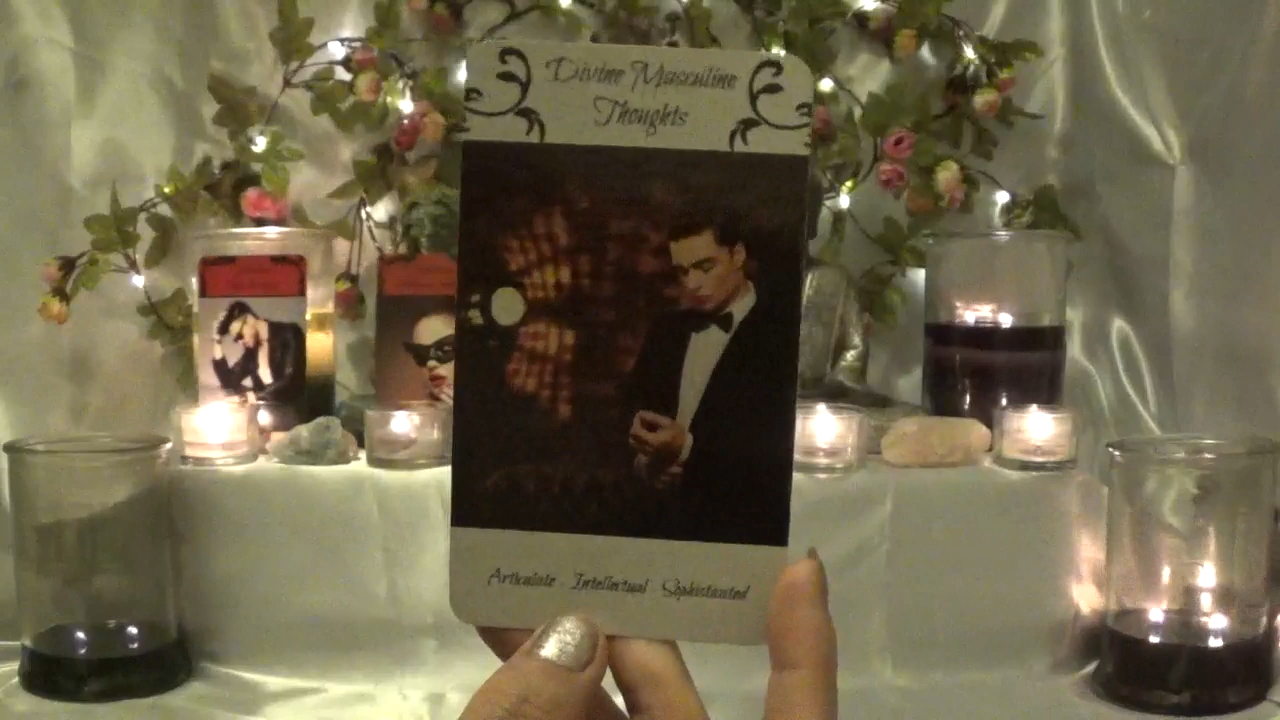 Divine Masculine
Thoughts
Articulate - Intellectual - Sophisticated